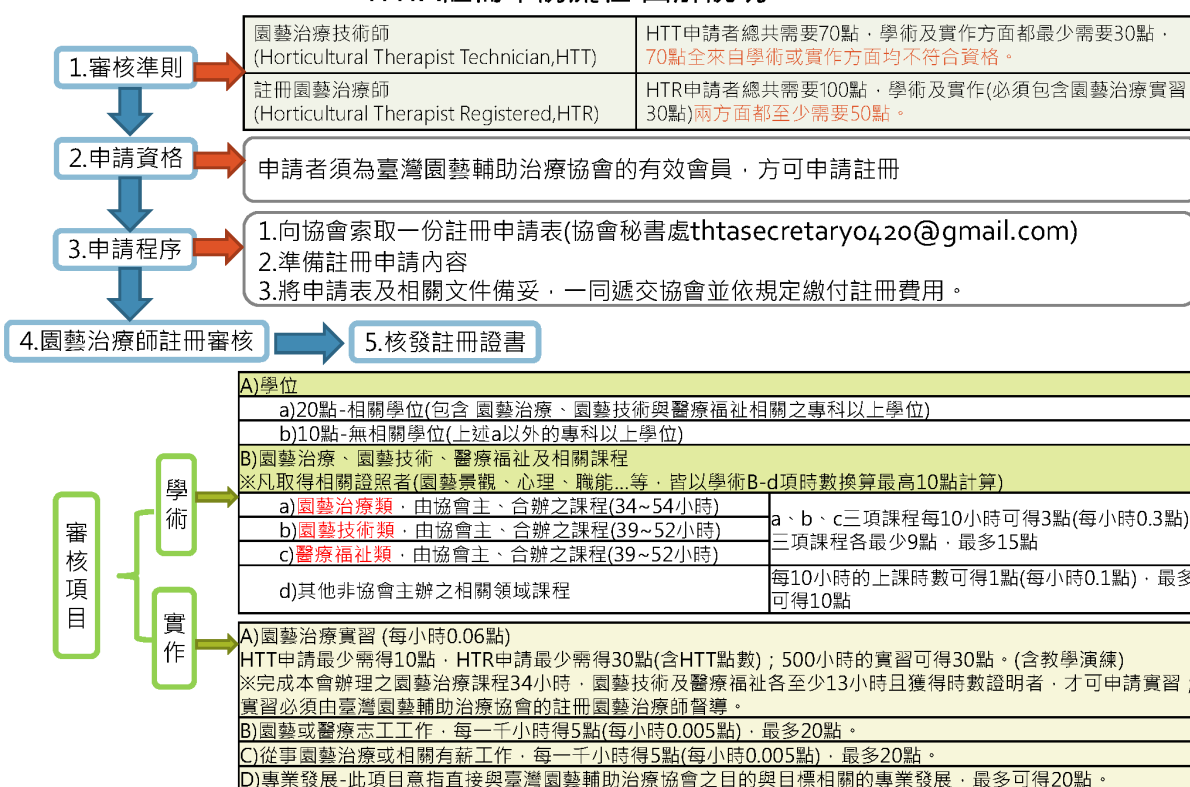 園藝治療技術師
(Horticultural Therapist Technician,HTT)
HTT申請者總共需要70點，學術及實作方面都最少需要30點，
70點全來自學術或實作方面均不符合資格。
1.審核準則
註冊園藝治療師
(Horticultural Therapist Registered,HTR)
HTR申請者總共需要100點，學術及實作(必須包含園藝治療實習
30點)兩方面都至少需要50點。
2.申請資格
申請者須為臺灣園藝輔助治療協會的有效會員，方可申請註冊
3.申請程序
1.向協會索取一份註冊申請表(協會秘書處thtasecretary0420@gmail.com)
2.準備註冊申請內容
3.將申請表及相關文件備妥，一同遞交協會並依規定繳付註冊費用。
4.園藝治療師註冊審核
5.核發註冊證書
審核項目
學術
A)學位
a)20點-相關學位(包含 園藝治療、園藝技術與醫療福祉相關之專科以上學位)
b)10點-無相關學位(上述a以外的專科以上學位)
B)園藝治療、園藝技術、醫療福祉及相關課程
※凡取得相關證照者(園藝景觀、心理、職能...等，皆以學術B-d項時數換算最高10點計算)
a)園藝治療類，由協會主、合辦之課程(34~54小時)
b)園藝技術類，由協會主、合辦之課程(39~52小時)
c)醫療福祉類，由協會主、合辦之課程(39~52小時)
a、b、c三項課程每10小時可得3點(每小時0.3點)
三項課程各最少9點，最多15點
d)其他非協會主辦之相關領域課程
每10小時的上課時數可得1點(每小時0.1點)，最多
可得10點
實作
A)園藝治療實習 (每小時0.06點)
HTT申請最少需得10點，HTR申請最少需得30點(含HTT點數)；500小時的實習可得30點。(含教學演練)
※完成本會辦理之園藝治療課程34小時，園藝技術及醫療福祉各至少13小時且獲得時數證明者，才可申請實習；
實習必須由臺灣園藝輔助治療協會的註冊園藝治療師督導。
B)園藝或醫療志工工作，每一千小時得5點(每小時0.005點)，最多20點。
C)從事園藝治療或相關有薪工作，每一千小時得5點(每小時0.005點)，最多20點。
D)專業發展-此項目意指直接與臺灣園藝輔助治療協會之目的與目標相關的專業發展，最多可得20點。